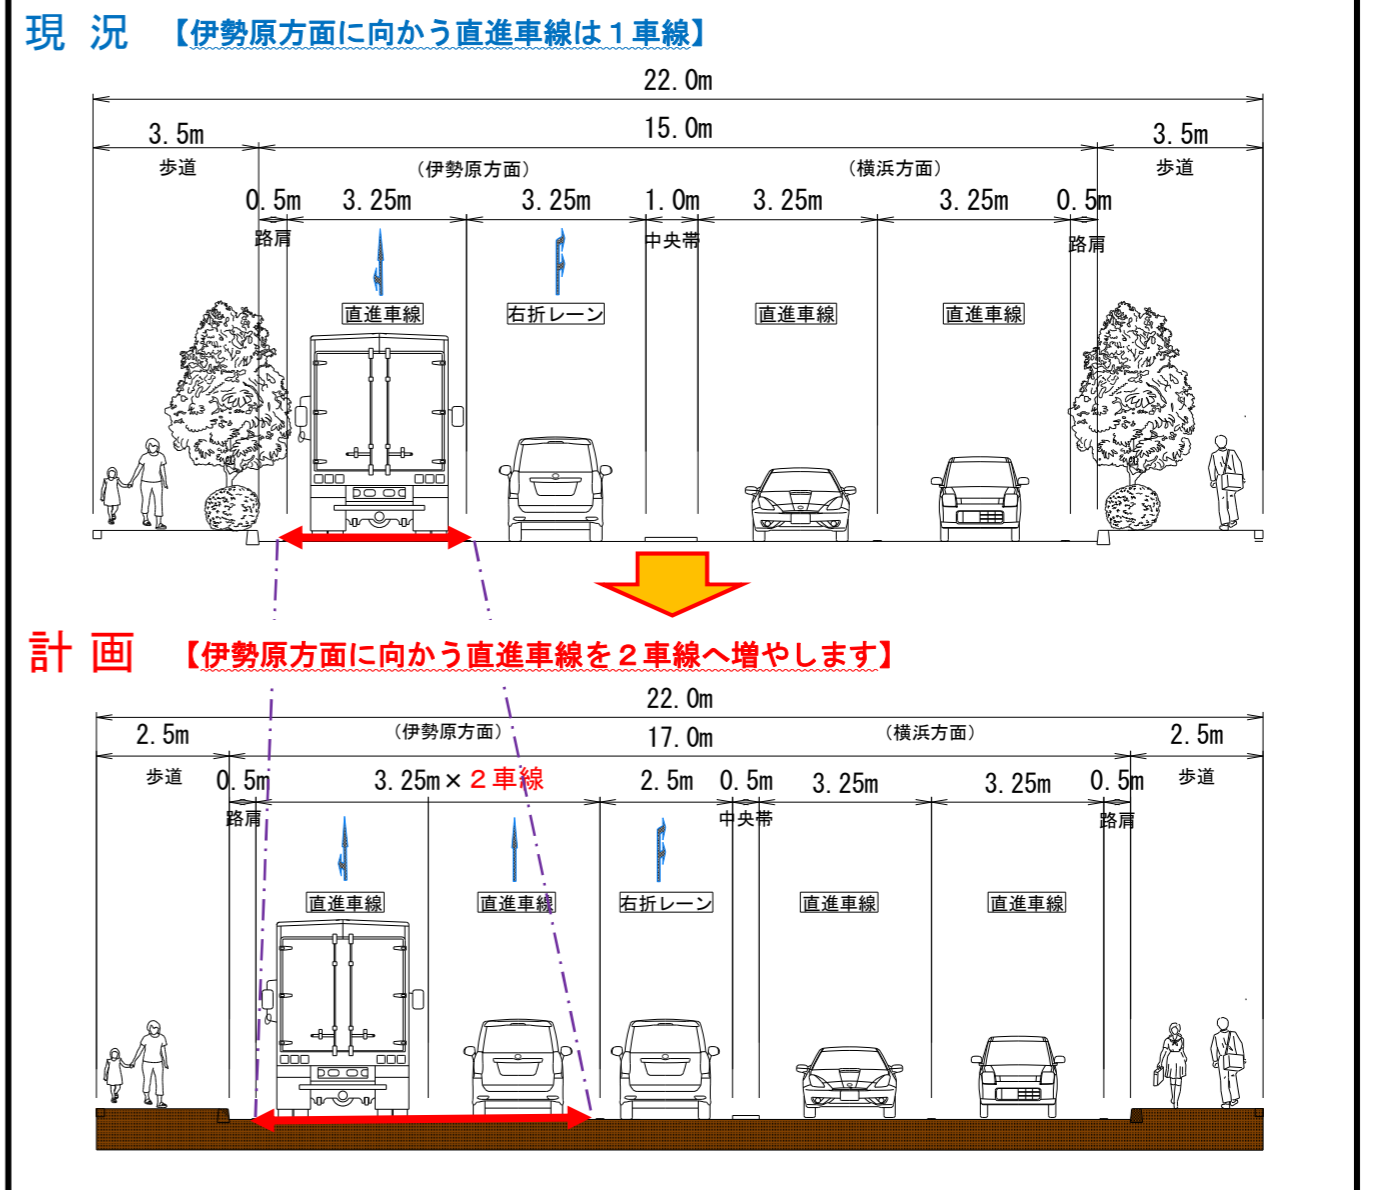 現 況 【伊勢原方面に向かう直進車線は１車線】
22.0m
3.5m 15.0m 3.5m
歩道 (伊勢原方面) (横浜方面) 歩道
0.5m 3.25m 3.25m 1.0m 3.25m 3.25m 0.5m
路肩 中央帯 路肩
直進車線 右折レーン 直進車線 直進車線
計 画 【伊勢原方面に向かう直進車線を２車線へ増やします】
22.0m
2.5m (伊勢原方面) 17.0m (横浜方面) 2.5m
歩道 0.5m 3.25m×２車線 2.5m 0.5m 3.25m 3.25m 0.5m 歩道
路肩 中央帯 路肩
直進車線 直進車線 右折レーン 直進車線 直進車線